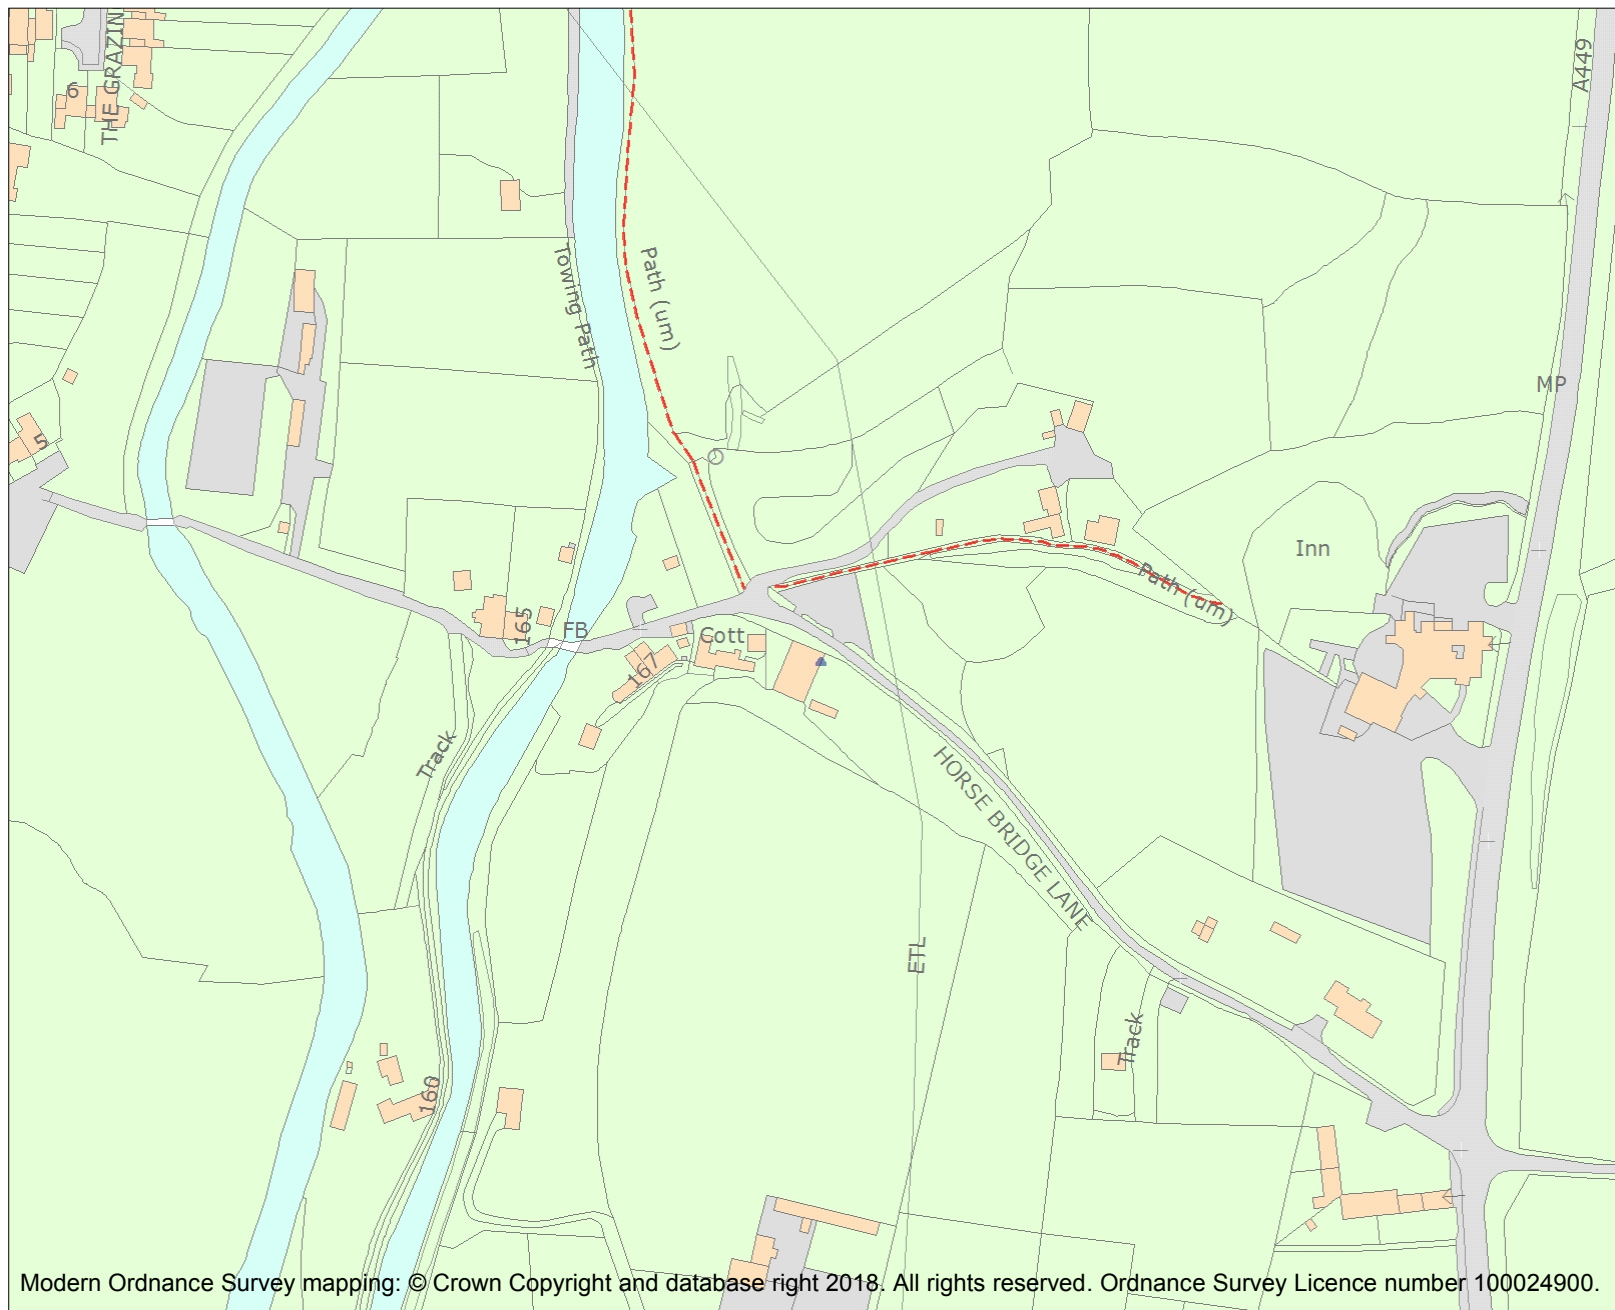 THE GRAZIN
A449
6
Towing Path
Path (um)
MP
5
Inn
Path (um)
165
FB
Cott
167
Track
HORSE BRIDGE LANE
ETL
Track
160
Modern Ordnance Survey mapping: © Crown Copyright and database right 2018. All rights reserved. Ordnance Survey Licence number 100024900.